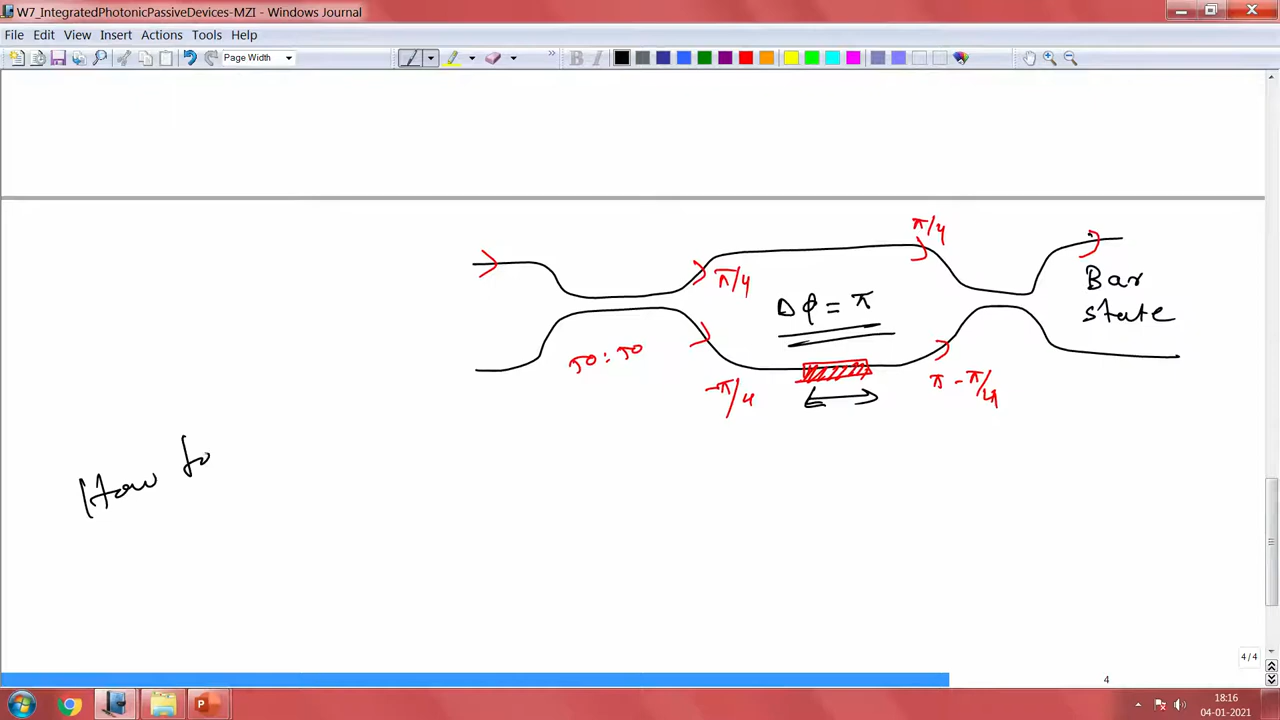 W7_IntegratedPhotonicPassiveDevices-MZI - Windows Journal
File Edit View Insert Actions Tools Help
Page Width
B I
π/4
π/4
Δφ = π
Bar
state
50:50
-π/4
π - π/4
How to
4/4
4
18:16
04-01-2021